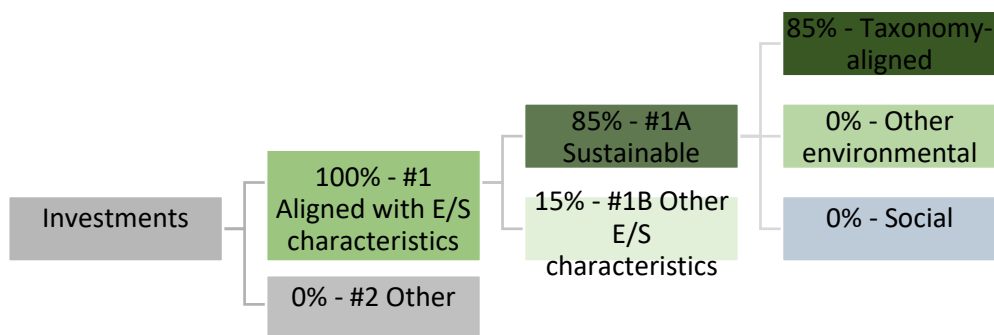 Investments
100% - #1
Aligned with E/S
characteristics
0% - #2 Other
85% - #1A
Sustainable
15% - #1B Other
E/S
characteristics
85% - Taxonomy-
aligned
0% - Other
environmental
0% - Social